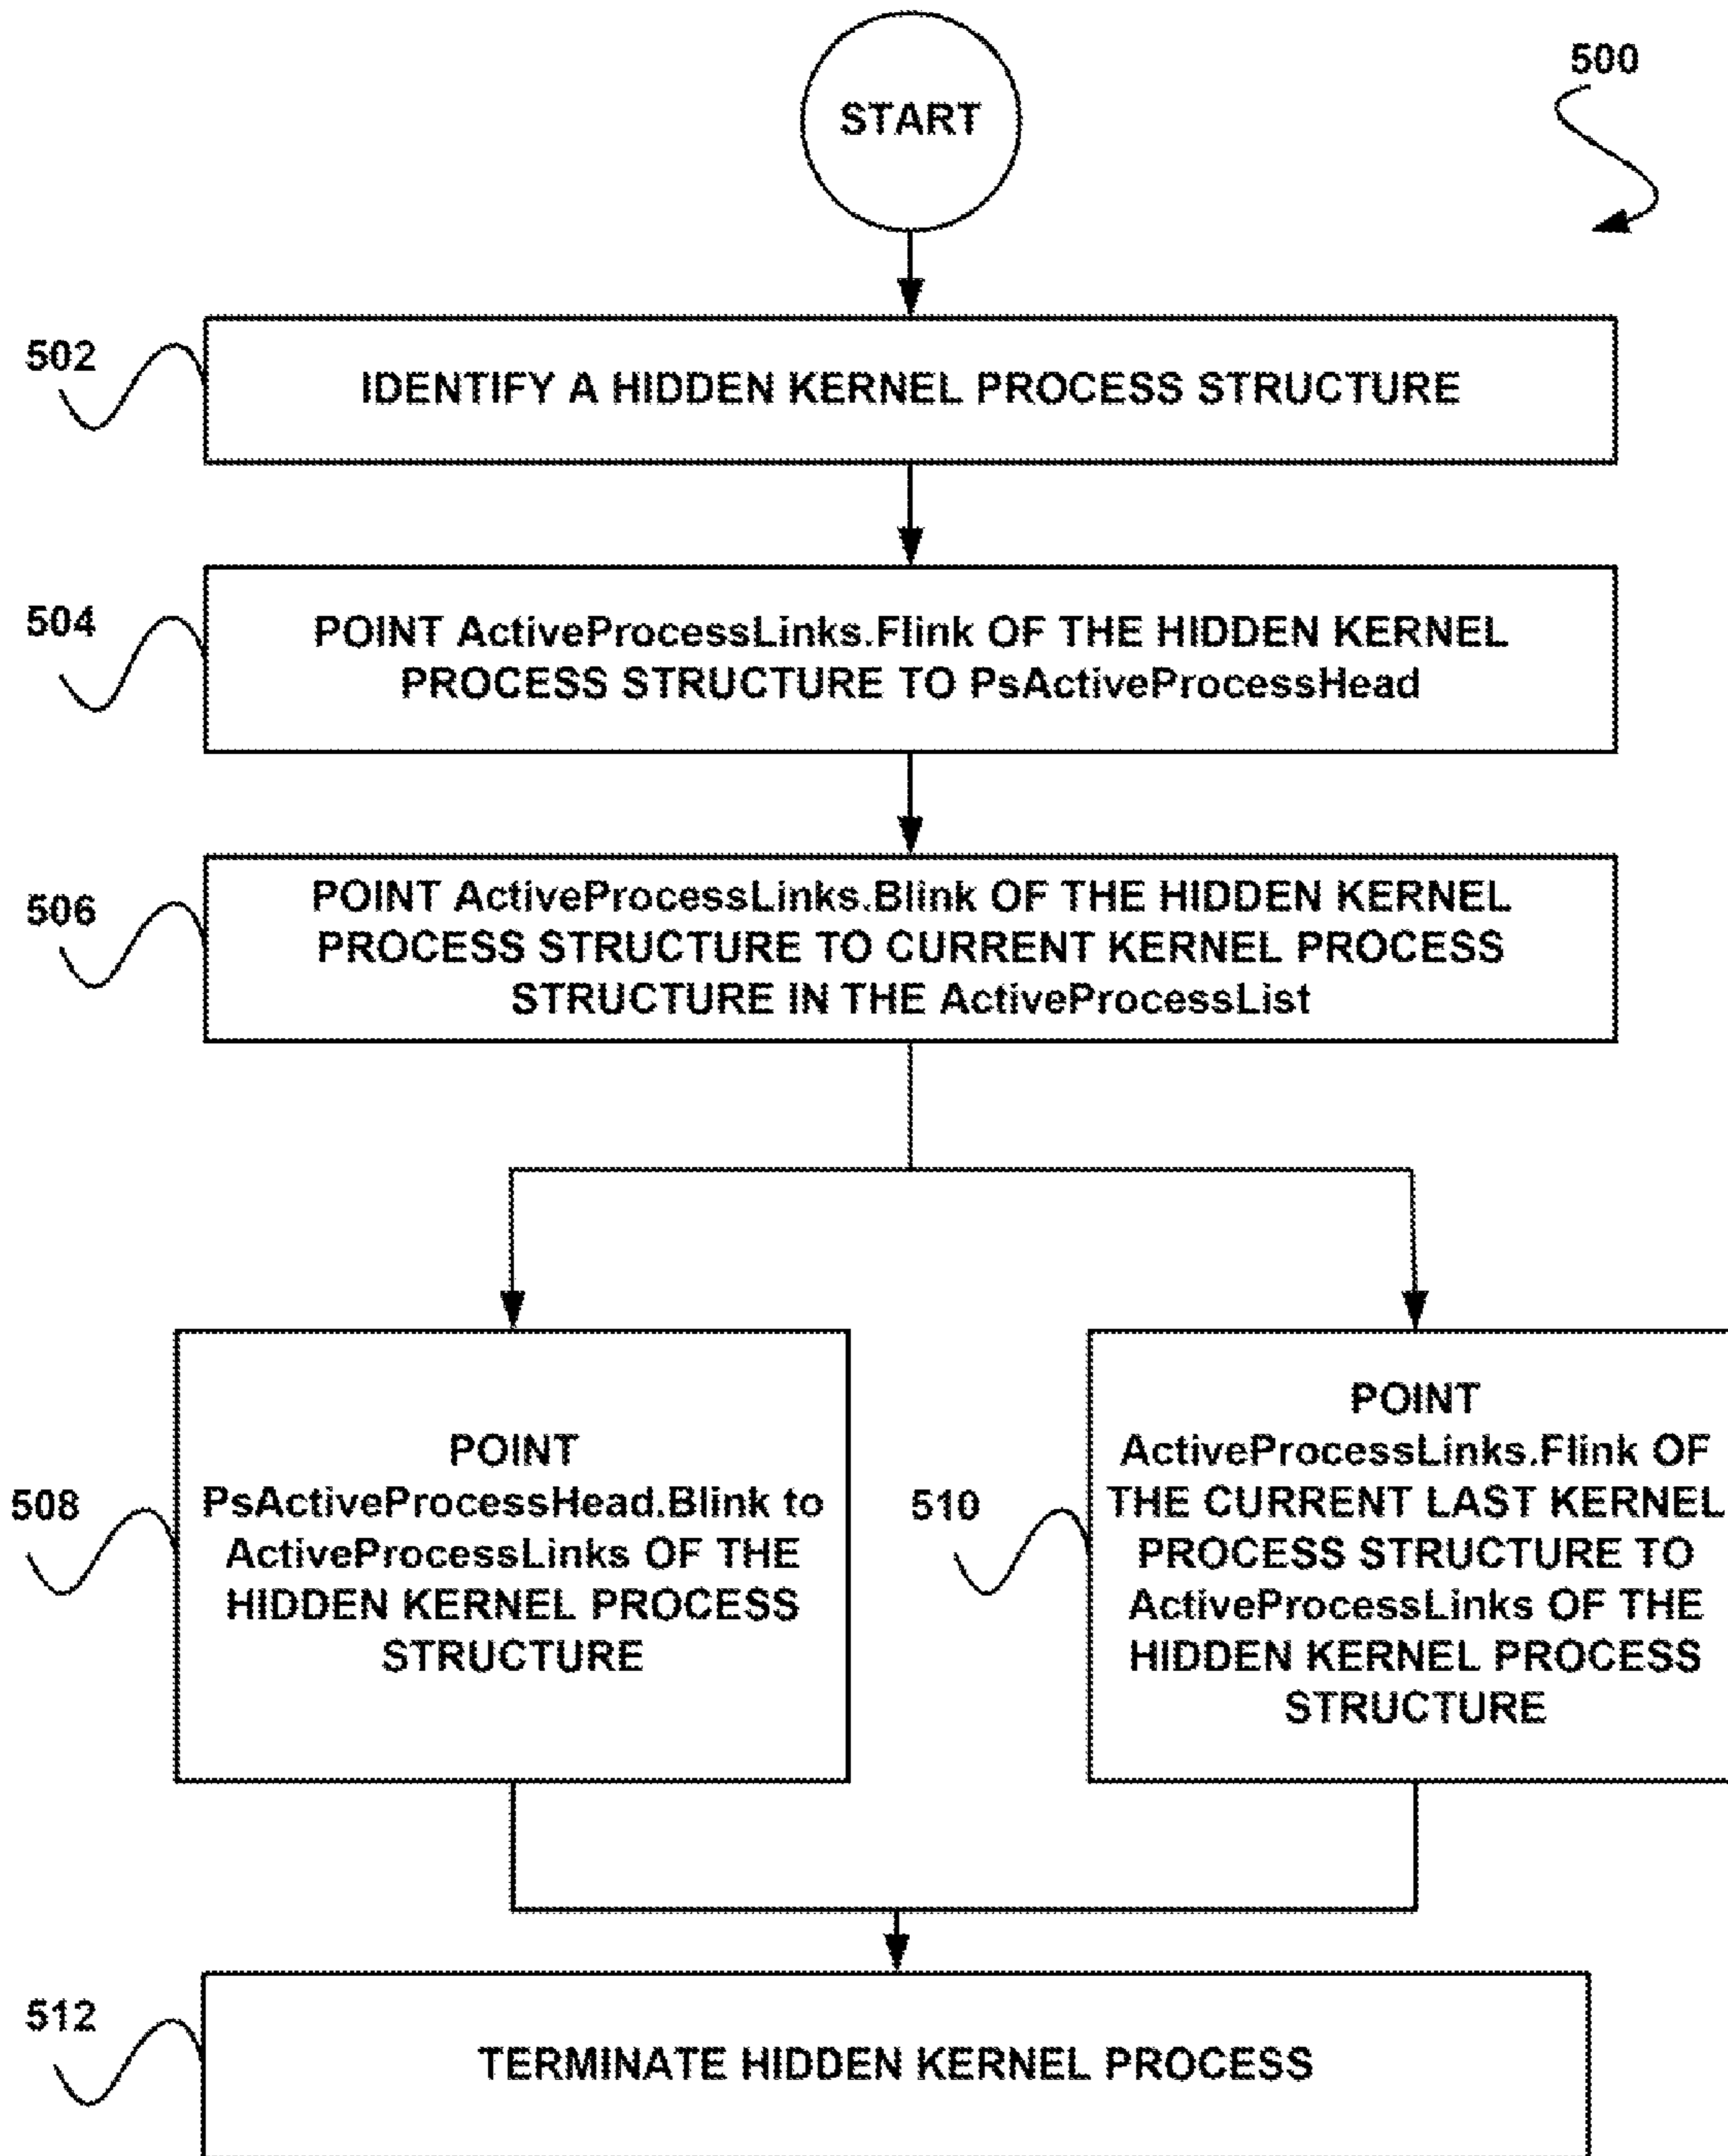 START
500
502
IDENTIFY A HIDDEN KERNEL PROCESS STRUCTURE
504
POINT ActiveProcessLinks.Flink OF THE HIDDEN KERNEL
PROCESS STRUCTURE TO PsActiveProcessHead
506
POINT ActiveProcessLinks.Blink OF THE HIDDEN KERNEL
PROCESS STRUCTURE TO CURRENT KERNEL PROCESS
STRUCTURE IN THE ActiveProcessList
508
POINT
PsActiveProcessHead.Blink to
ActiveProcessLinks OF THE
HIDDEN KERNEL PROCESS
STRUCTURE
510
POINT
ActiveProcessLinks.Flink OF
THE CURRENT LAST KERNEL
PROCESS STRUCTURE TO
ActiveProcessLinks OF THE
HIDDEN KERNEL PROCESS
STRUCTURE
512
TERMINATE HIDDEN KERNEL PROCESS